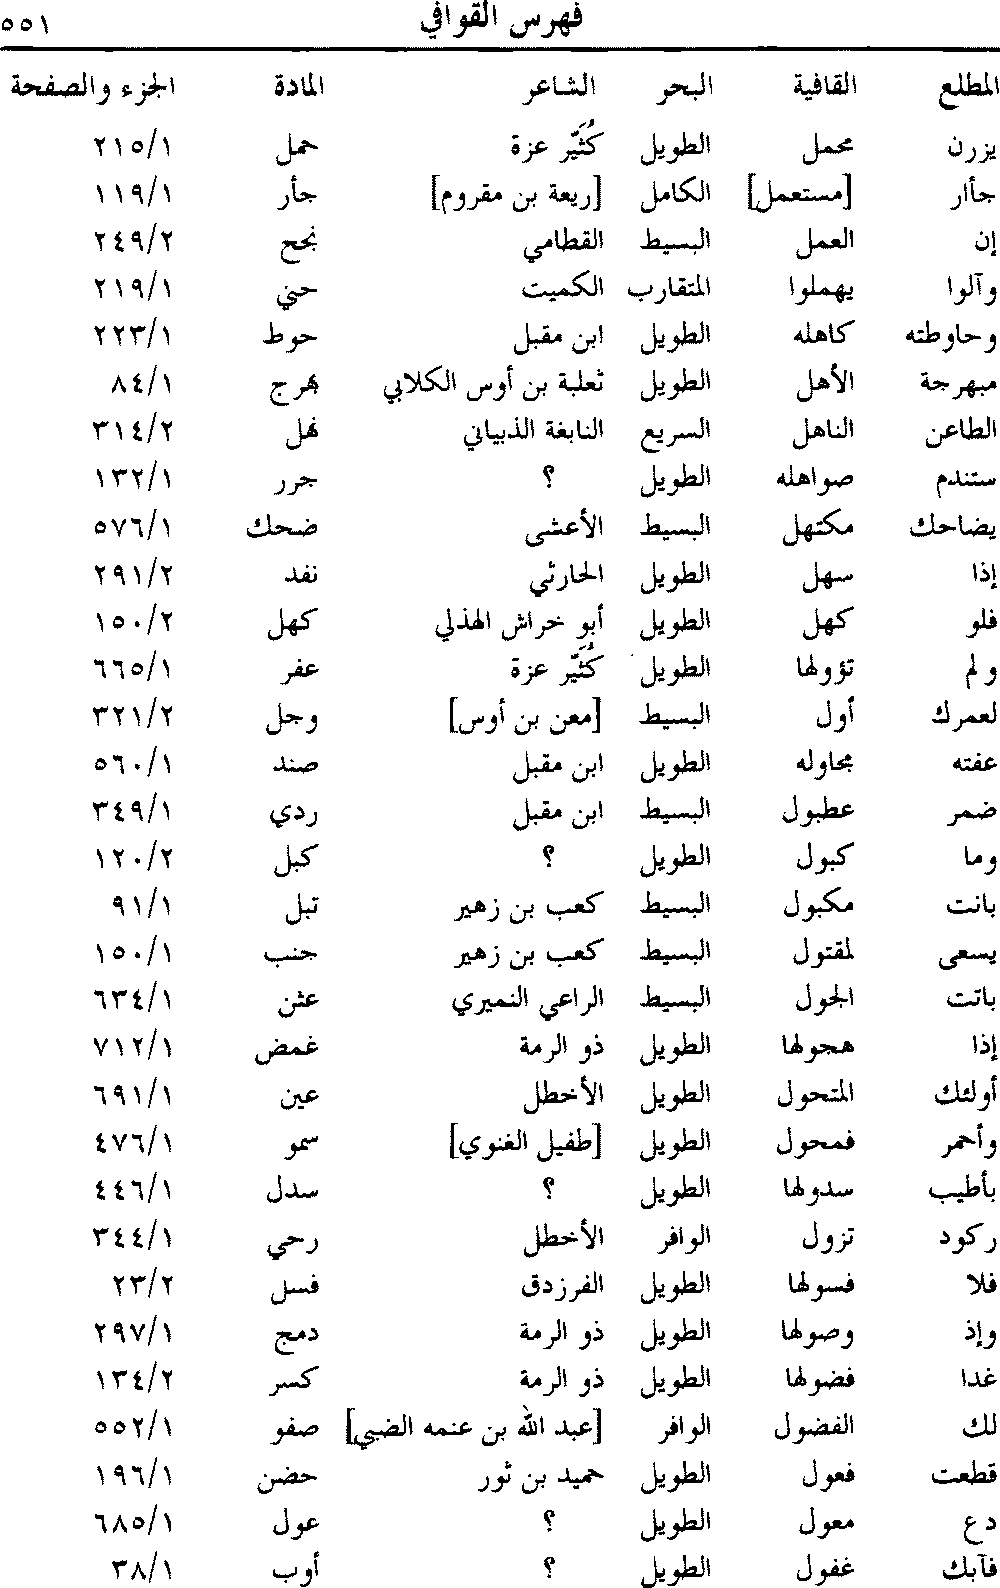 فهرس القوافي ٥٥١
المطلع القافية البحر الشاعر المادة الجزء والصفحة
يزرن محمل الطويل كُثَيّر عزة حمل ٢١٥/١
جأار [مستعمل] الكامل [ربعة بن مقروم] جأر ١١٩/١
إن العمل البسيط القطامي نجح ٢٤٩/٢
وآلوا يهملوا المتقارب الكميت حني ٢١٩/١
وحاوطته كاهله الطويل ابن مقبل حوط ٢٢٣/١
مبهرجة الأهل الطويل ثعلبة بن أوس الكلابي بهرج ٨٤/١
الطاعن الناهل السريع النابغة الذبياني نهل ٣١٤/٢
ستندم صواهله الطويل ؟ جرر ١٣٢/١
يضاحك مكتهل البسيط الأعشى ضحك ٥٧٦/١
إذا سهل الطويل الحارثي نفد ٢٩١/٢
فلو كهل الطويل أبو خراش الهذلي كهل ١٥٠/٢
ولم تؤولها الطويل كُثَيّر عزة عفر ٦٦٥/١
لعمرك أول البسيط [معن بن أوس] وجل ٣٢١/٢
عفته بجاوله الطويل ابن مقبل صند ٥٦٠/١
ضمر عطبول البسيط ابن مقبل ردي ٣٤٩/١
وما كبول الطويل ؟ كبل ١٢٠/٢
بانت مكبول البسيط كعب بن زهير تبل ٩١/١
يسعى لمقتول البسيط كعب بن زهير جنب ١٥٠/١
باتت الجول البسيط الراعي النميري عثن ٦٣٤/١
إذا هجولها الطويل ذو الرمة غمض ٧١٢/١
أولئك المتحول الطويل الأخطل عين ٦٩١/١
وأحمر فمحول الطويل [طفيل الغنوي] سمو ٤٧٦/١
بأطيب سدولها الطويل ؟ سدل ٤٤٦/١
ركود تزول الوافر الأخطل رحي ٣٤٤/١
فلا فسولها الطويل الفرزدق فسل ٢٣/٢
وإذ وصولها الطويل ذو الرمة دمج ٢٩٧/١
غدا فضولها الطويل ذو الرمة كسر ١٣٤/٢
لك الفضول الوافر [عبد الله بن عنمه الضبي] صفو ٥٥٢/١
قطعت فعول الطويل حميد بن ثور حضن ١٩٦/١
دع معول الطويل ؟ عول ٦٨٥/١
فآبك غفول الطويل ؟ أوب ٣٨/١